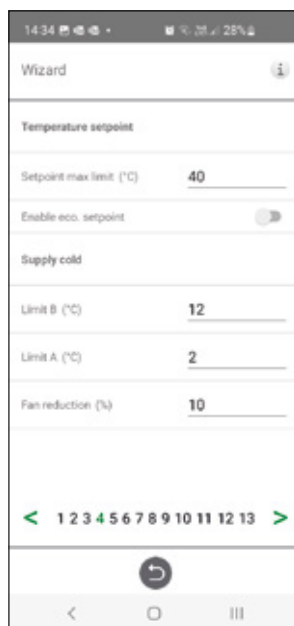 14:34 28%
Wizard i
Temperature setpoint
Setpoint max limit (°C) 40
Enable eco. setpoint
Supply cold
Limit B (°C) 12
Limit A (°C) 2
Fan reduction (%) 10
< 1 2 3 4 5 6 7 8 9 10 11 12 13 >